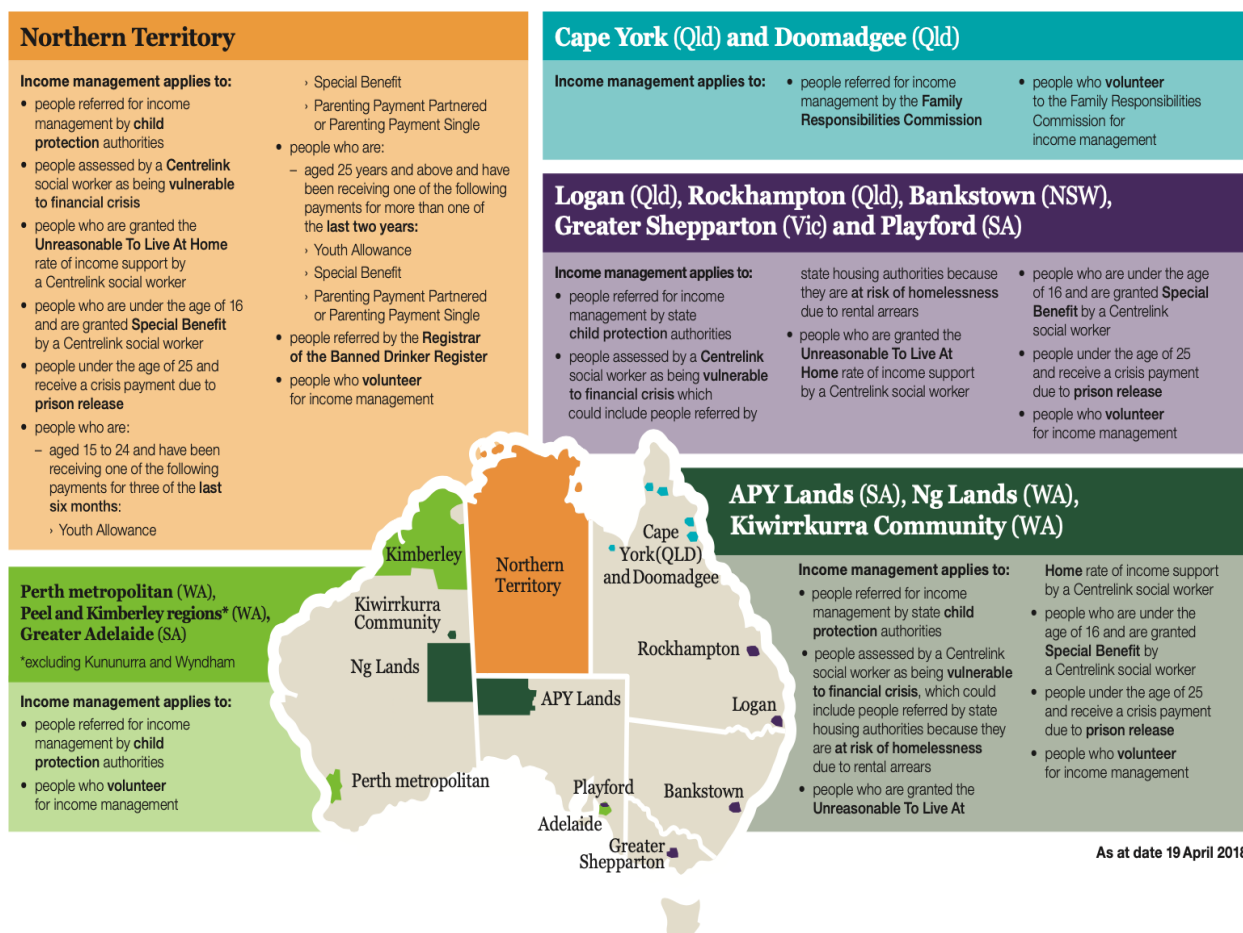 Northern Territory
Income management applies to:
• people referred for income
management by child
protection authorities
• people assessed by a Centrelink
social worker as being vulnerable
to financial crisis
• people who are granted the
Unreasonable To Live At Home
rate of income support by
a Centrelink social worker
• people who are under the age of 16
and are granted Special Benefit
by a Centrelink social worker
• people under the age of 25 and
receive a crisis payment due to
prison release
• people who are:
– aged 15 to 24 and have been
receiving one of the following
payments for three of the last
six months:
› Youth Allowance
› Special Benefit
› Parenting Payment Partnered
or Parenting Payment Single
• people who are:
– aged 25 years and above and have
been receiving one of the following
payments for more than one of
the last two years:
› Youth Allowance
› Special Benefit
› Parenting Payment Partnered
or Parenting Payment Single
• people referred by the Registrar
of the Banned Drinker Register
• people who volunteer
for income management
Cape York (Qld) and Doomadgee (Qld)
Income management applies to:
• people referred for income
management by the Family
Responsibilities Commission
• people who volunteer
to the Family Responsibilities
Commission for
income management
Logan (Qld), Rockhampton (Qld), Bankstown (NSW),
Greater Shepparton (Vic) and Playford (SA)
Income management applies to:
• people referred for income
management by state
child protection authorities
• people assessed by a Centrelink
social worker as being vulnerable
to financial crisis which
could include people referred by
state housing authorities because
they are at risk of homelessness
due to rental arrears
• people who are granted the
Unreasonable To Live At
Home rate of income support
by a Centrelink social worker
• people who are under the age
of 16 and are granted Special
Benefit by a Centrelink
social worker
• people under the age of 25
and receive a crisis payment
due to prison release
• people who volunteer
for income management
APY Lands (SA), Ng Lands (WA),
Kiwirrkurra Community (WA)
Income management applies to:
• people referred for income
management by state child
protection authorities
• people assessed by a Centrelink
social worker as being vulnerable
to financial crisis, which could
include people referred by state
housing authorities because they
are at risk of homelessness
due to rental arrears
• people who are granted the
Unreasonable To Live At
Home rate of income support
by a Centrelink social worker
• people who are under the
age of 16 and are granted
Special Benefit by
a Centrelink social worker
• people under the age of 25
and receive a crisis payment
due to prison release
• people who volunteer
for income management
Perth metropolitan (WA),
Peel and Kimberley regions* (WA),
Greater Adelaide (SA)
*excluding Kununurra and Wyndham
Income management applies to:
• people referred for income
management by child
protection authorities
• people who volunteer
for income management
Kimberley
Northern
Territory
Cape
York(QLD)
and Doomadgee
Kiwirrkurra
Community
Ng Lands
APY Lands
Rockhampton
Logan
Perth metropolitan
Playford
Bankstown
Adelaide
Greater
Shepparton
As at date 19 April 2018